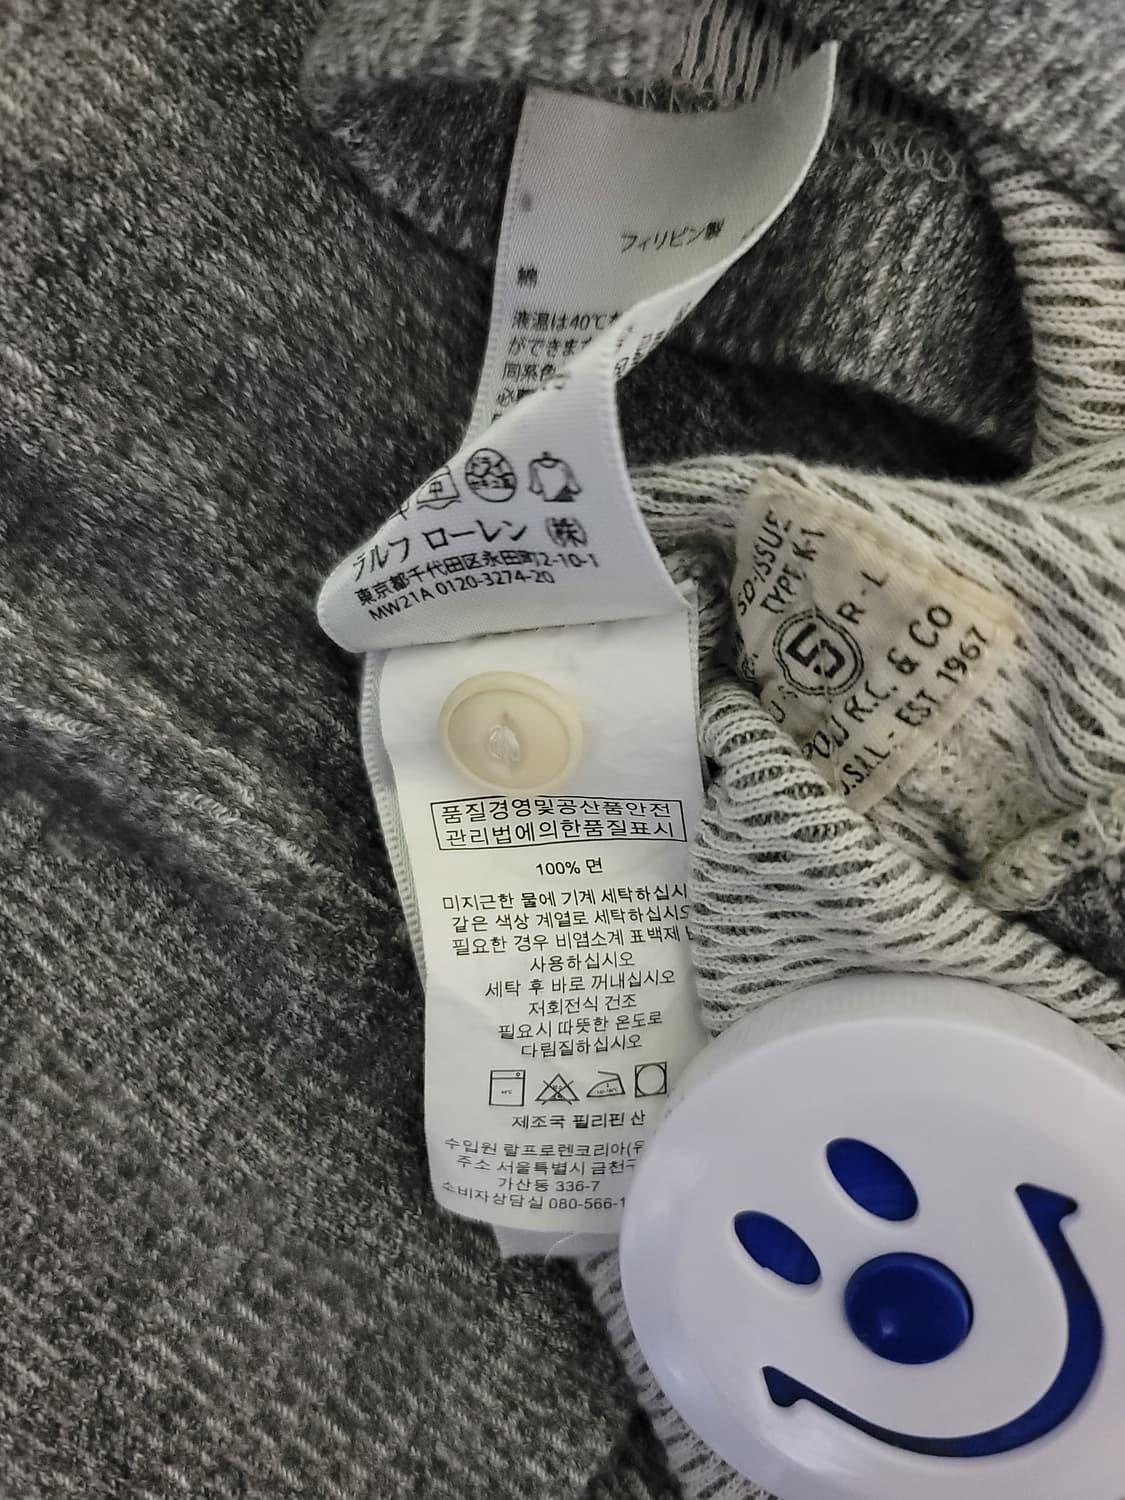 フィリピン製
綿
液温は40℃
ができま
同系色で
ラルフ ローレン (株)
東京都千代田区永田町2-10-1
MW21A 0120-3274-20
SD-ISSUE
TYPE K-1
R - L
5
R.C. & CO
EST 1967
품질경영및공산품안전
관리법에의한품질표시
100% 면
미지근한 물에 기계 세탁하십시
같은 색상 계열로 세탁하십시오
필요한 경우 비염소계 표백제
사용하십시오
세탁 후 바로 꺼내십시오
저회전식 건조
필요시 따뜻한 온도로
다림질하십시오
제조국 필리핀 산
수입원 랄프로렌코리아(유
주소 서울특별시 금천구
가산동 336-7
소비자상담실 080-566-1